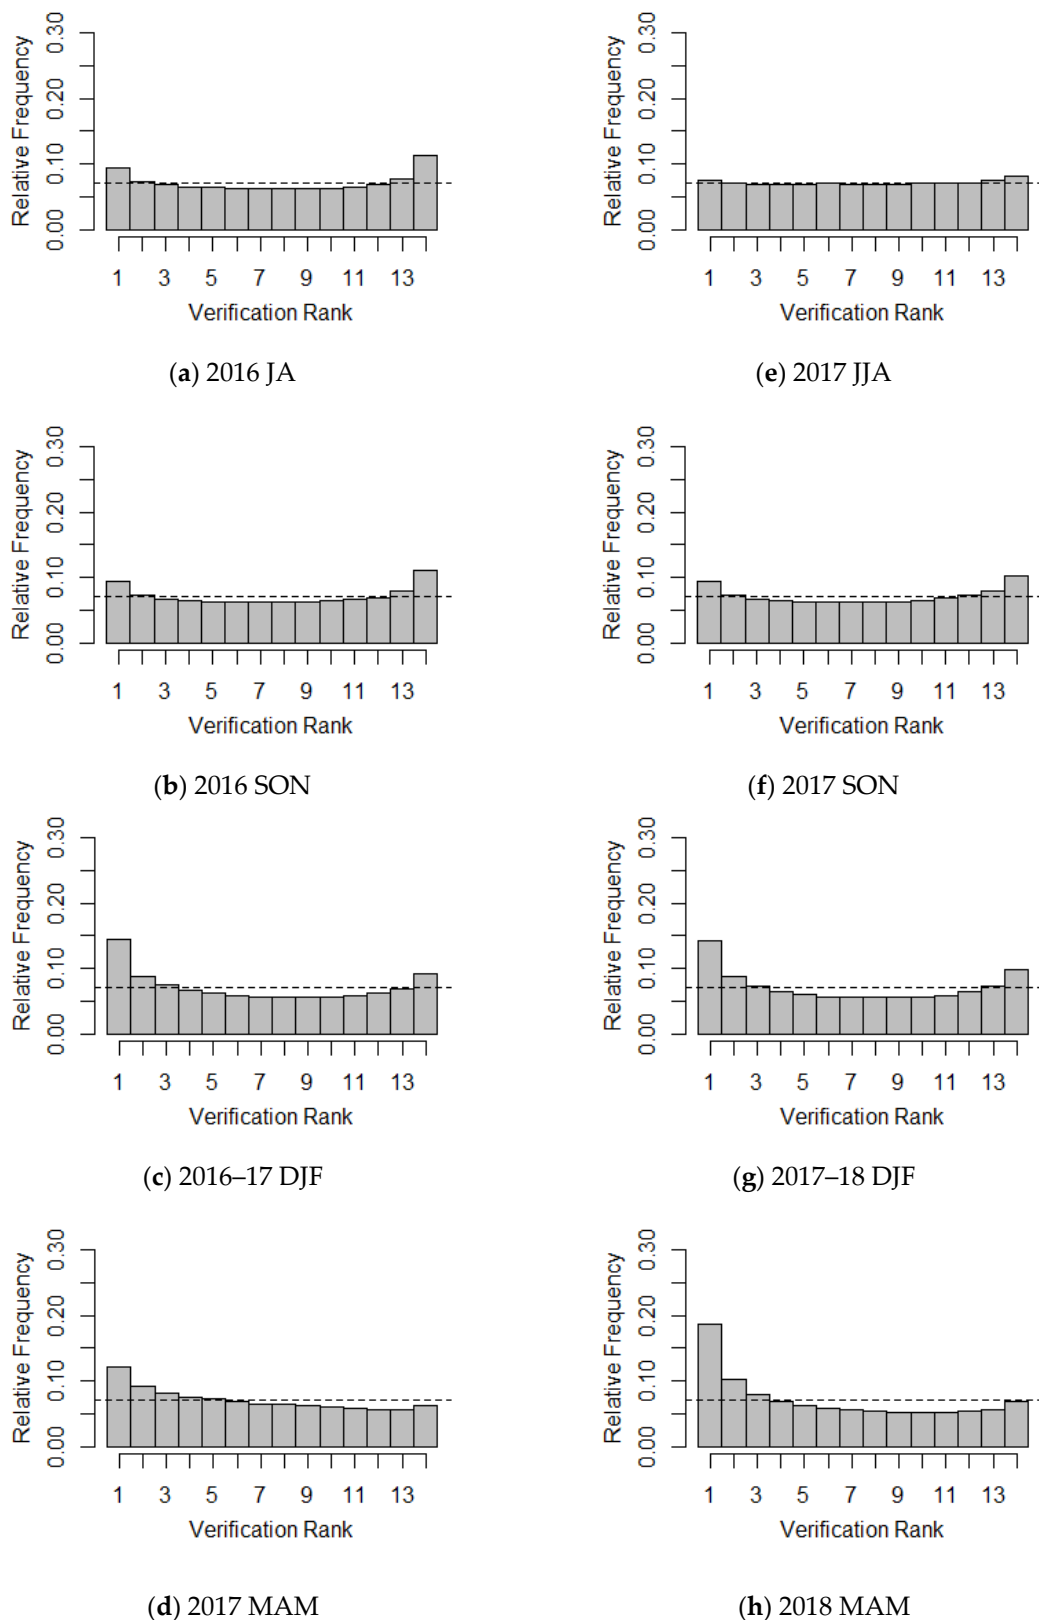 Relative Frequency
0.00 0.10 0.20 0.30
1 3 5 7 9 11 13
Verification Rank
(a) 2016 JA
Relative Frequency
0.00 0.10 0.20 0.30
1 3 5 7 9 11 13
Verification Rank
(e) 2017 JJA
Relative Frequency
0.00 0.10 0.20 0.30
1 3 5 7 9 11 13
Verification Rank
(b) 2016 SON
Relative Frequency
0.00 0.10 0.20 0.30
1 3 5 7 9 11 13
Verification Rank
(f) 2017 SON
Relative Frequency
0.00 0.10 0.20 0.30
1 3 5 7 9 11 13
Verification Rank
(c) 2016–17 DJF
Relative Frequency
0.00 0.10 0.20 0.30
1 3 5 7 9 11 13
Verification Rank
(g) 2017–18 DJF
Relative Frequency
0.00 0.10 0.20 0.30
1 3 5 7 9 11 13
Verification Rank
(d) 2017 MAM
Relative Frequency
0.00 0.10 0.20 0.30
1 3 5 7 9 11 13
Verification Rank
(h) 2018 MAM